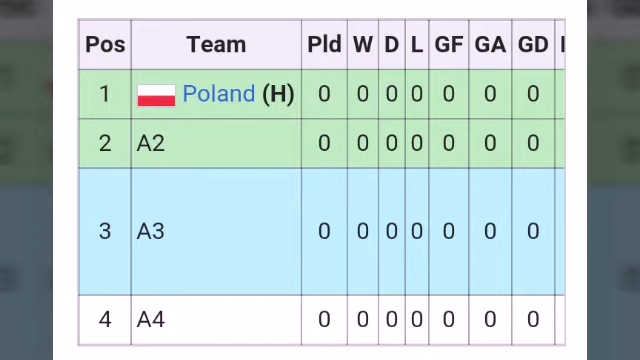 Pos Team Pld W D L GF GA GD
1 Poland (H) 0 0 0 0 0 0 0
2 A2 0 0 0 0 0 0 0
3 A3 0 0 0 0 0 0 0
4 A4 0 0 0 0 0 0 0